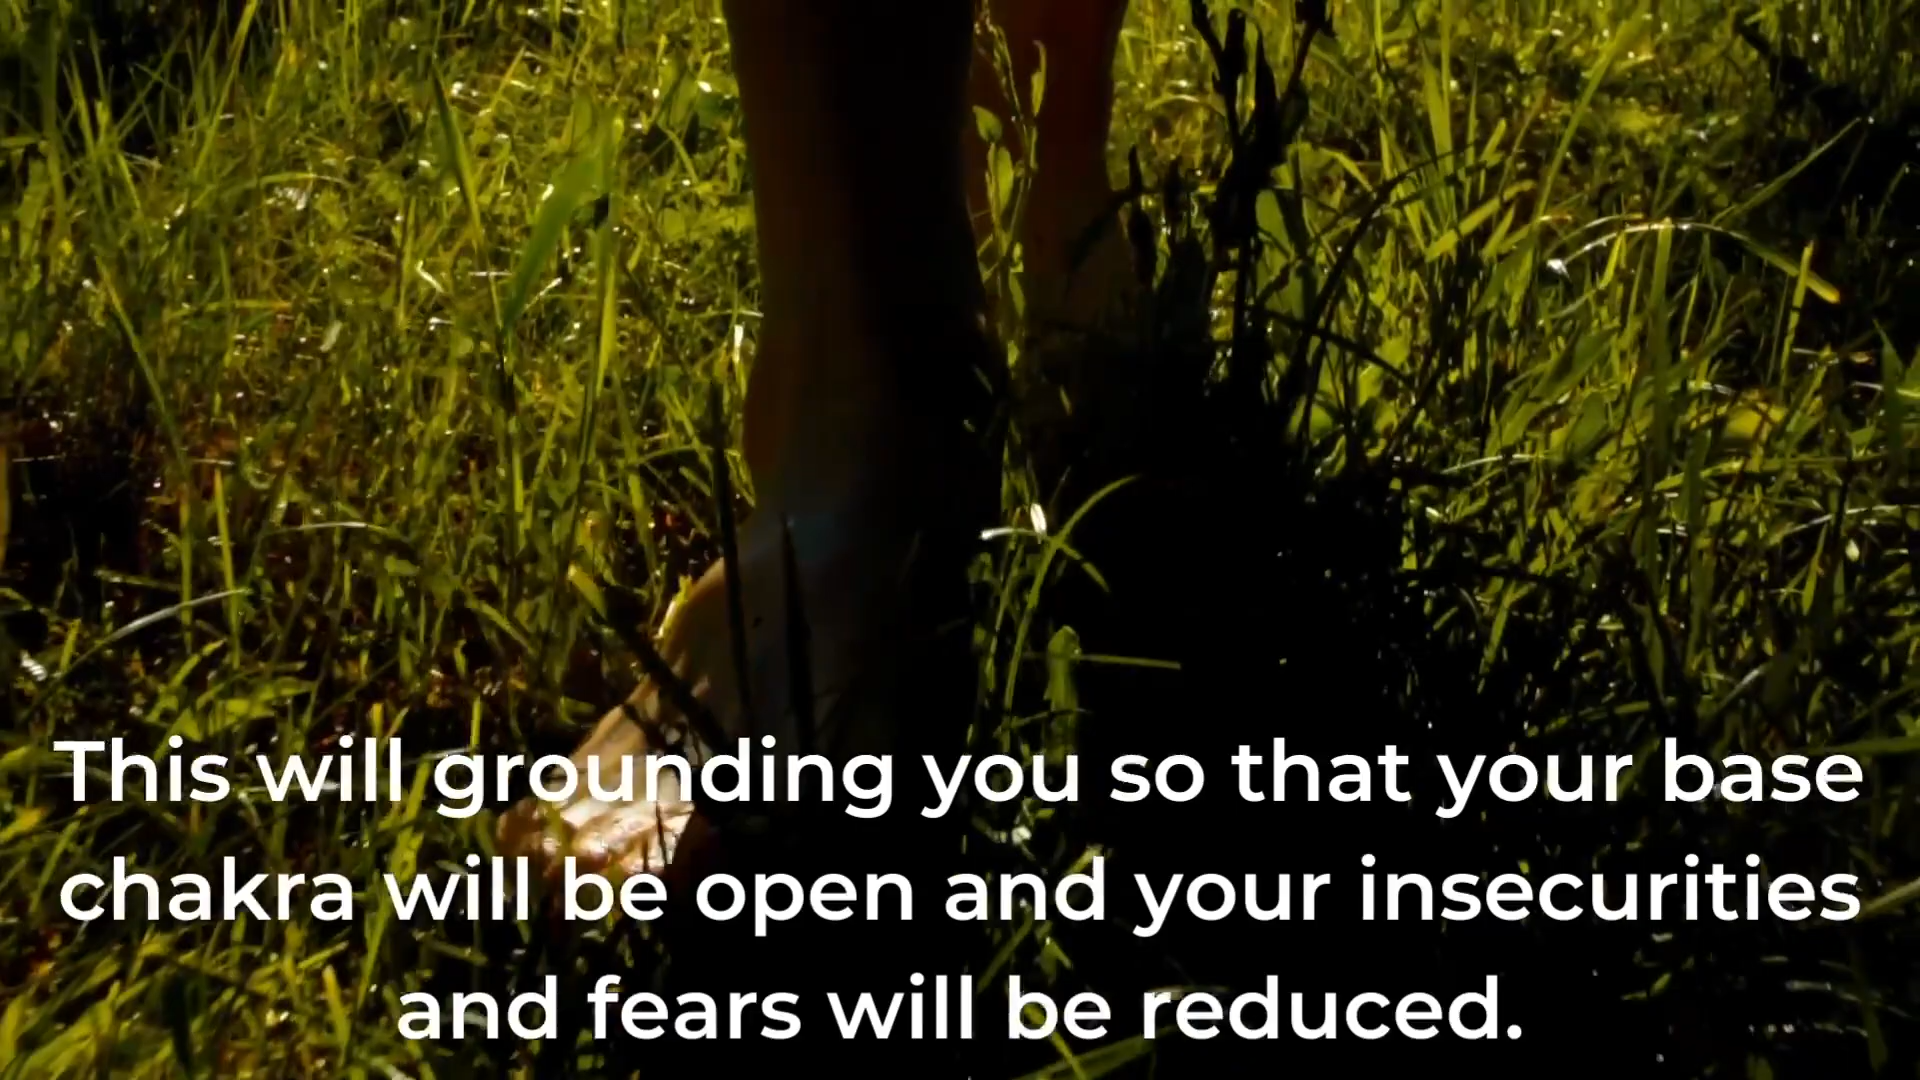 This will grounding you so that your base
chakra will be open and your insecurities
and fears will be reduced.